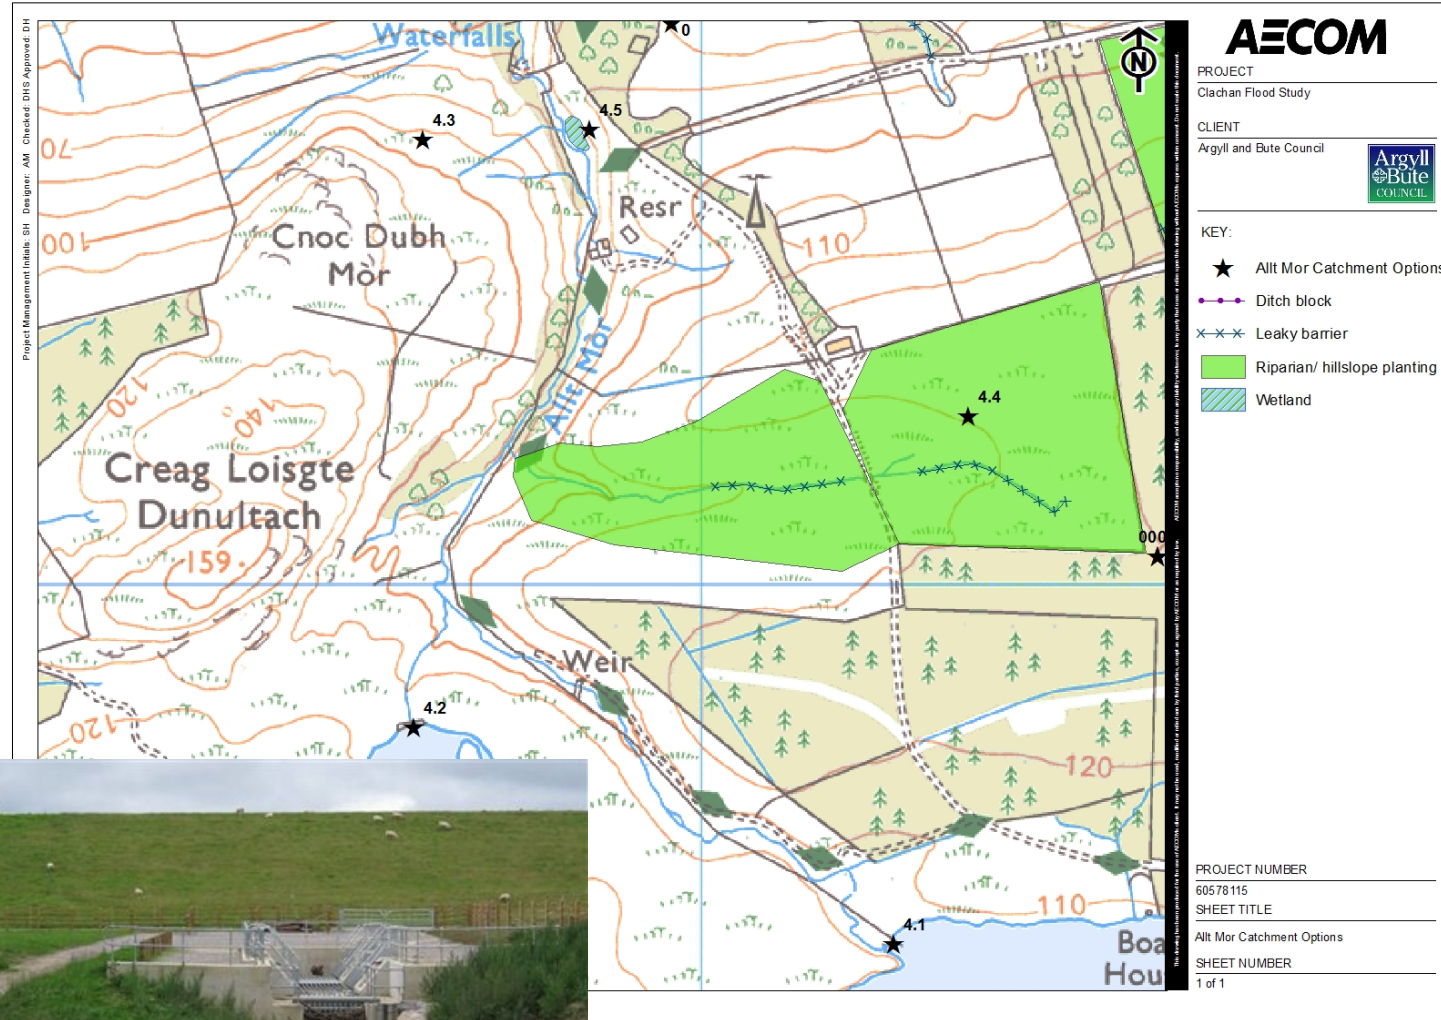 Project Management Initials: SH Designer: AM Checked: DHS Approved: DH
Waterfalls
0
4.5
4.3
70
Resr
Cnoc Dubh
Mòr
100
110
Allt Mòr
120
140
4.4
Creag Loisgte
Dunultach
159
000
Weir
4.2
120
120
4.1
110
Boa
Hou
N
AECOM
PROJECT
Clachan Flood Study
CLIENT
Argyll and Bute Council
Argyll
&Bute
COUNCIL
KEY:
Allt Mor Catchment Options
Ditch block
Leaky barrier
Riparian/ hillslope planting
Wetland
PROJECT NUMBER
60578115
SHEET TITLE
Allt Mor Catchment Options
SHEET NUMBER
1 of 1